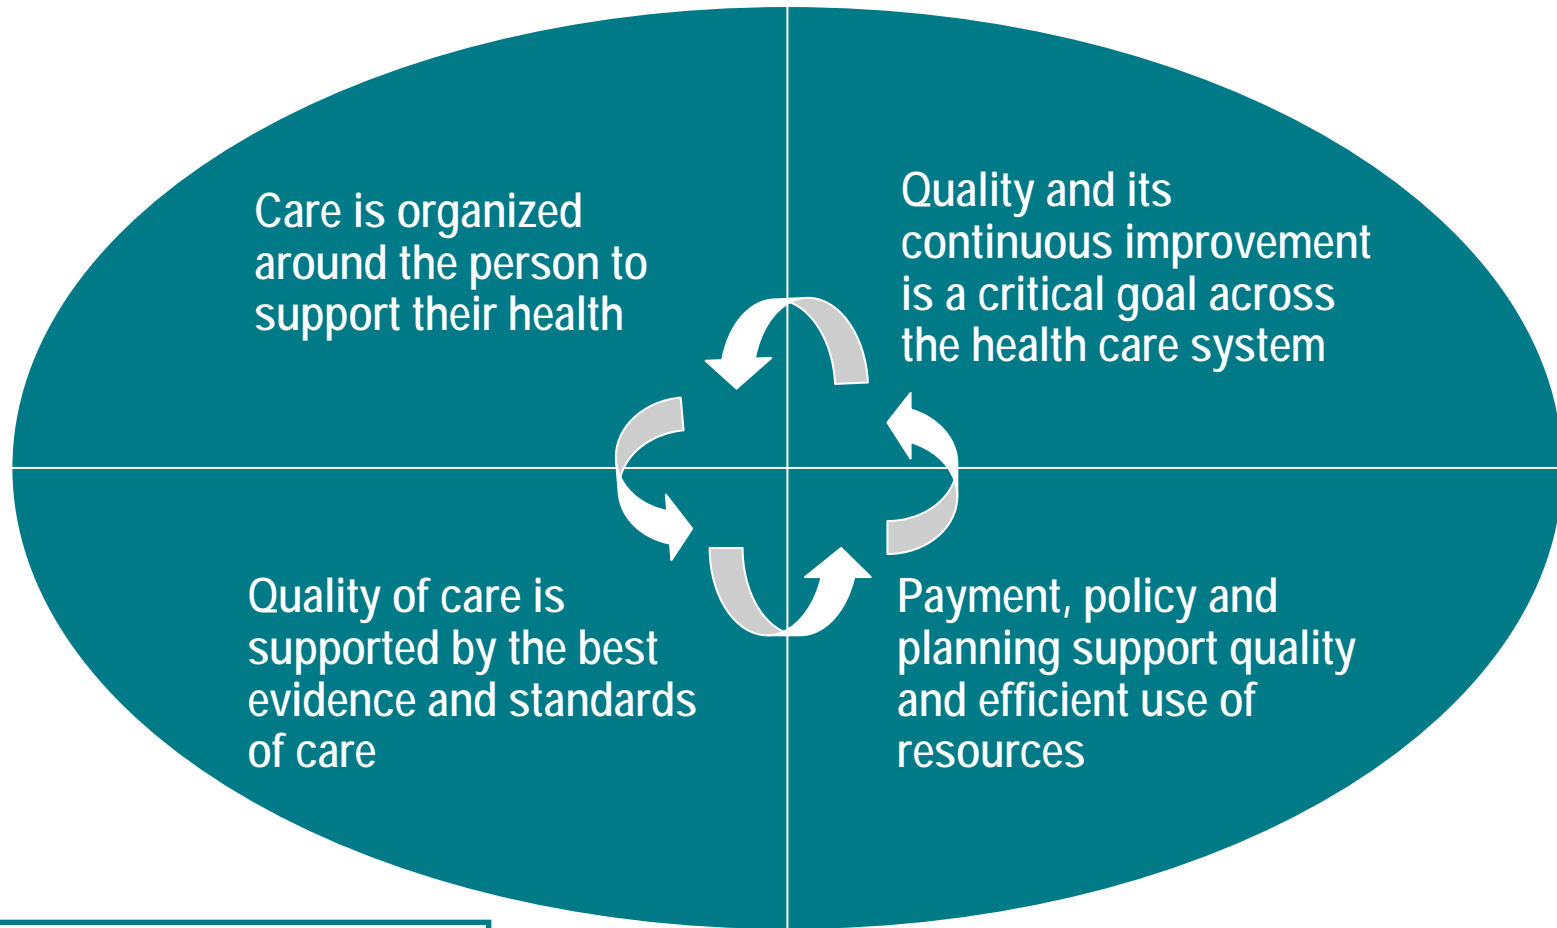 Care is organized
around the person to
support their health
Quality and its
continuous improvement
is a critical goal across
the health care system
Quality of care is
supported by the best
evidence and standards
of care
Payment, policy and
planning support quality
and efficient use of
resources